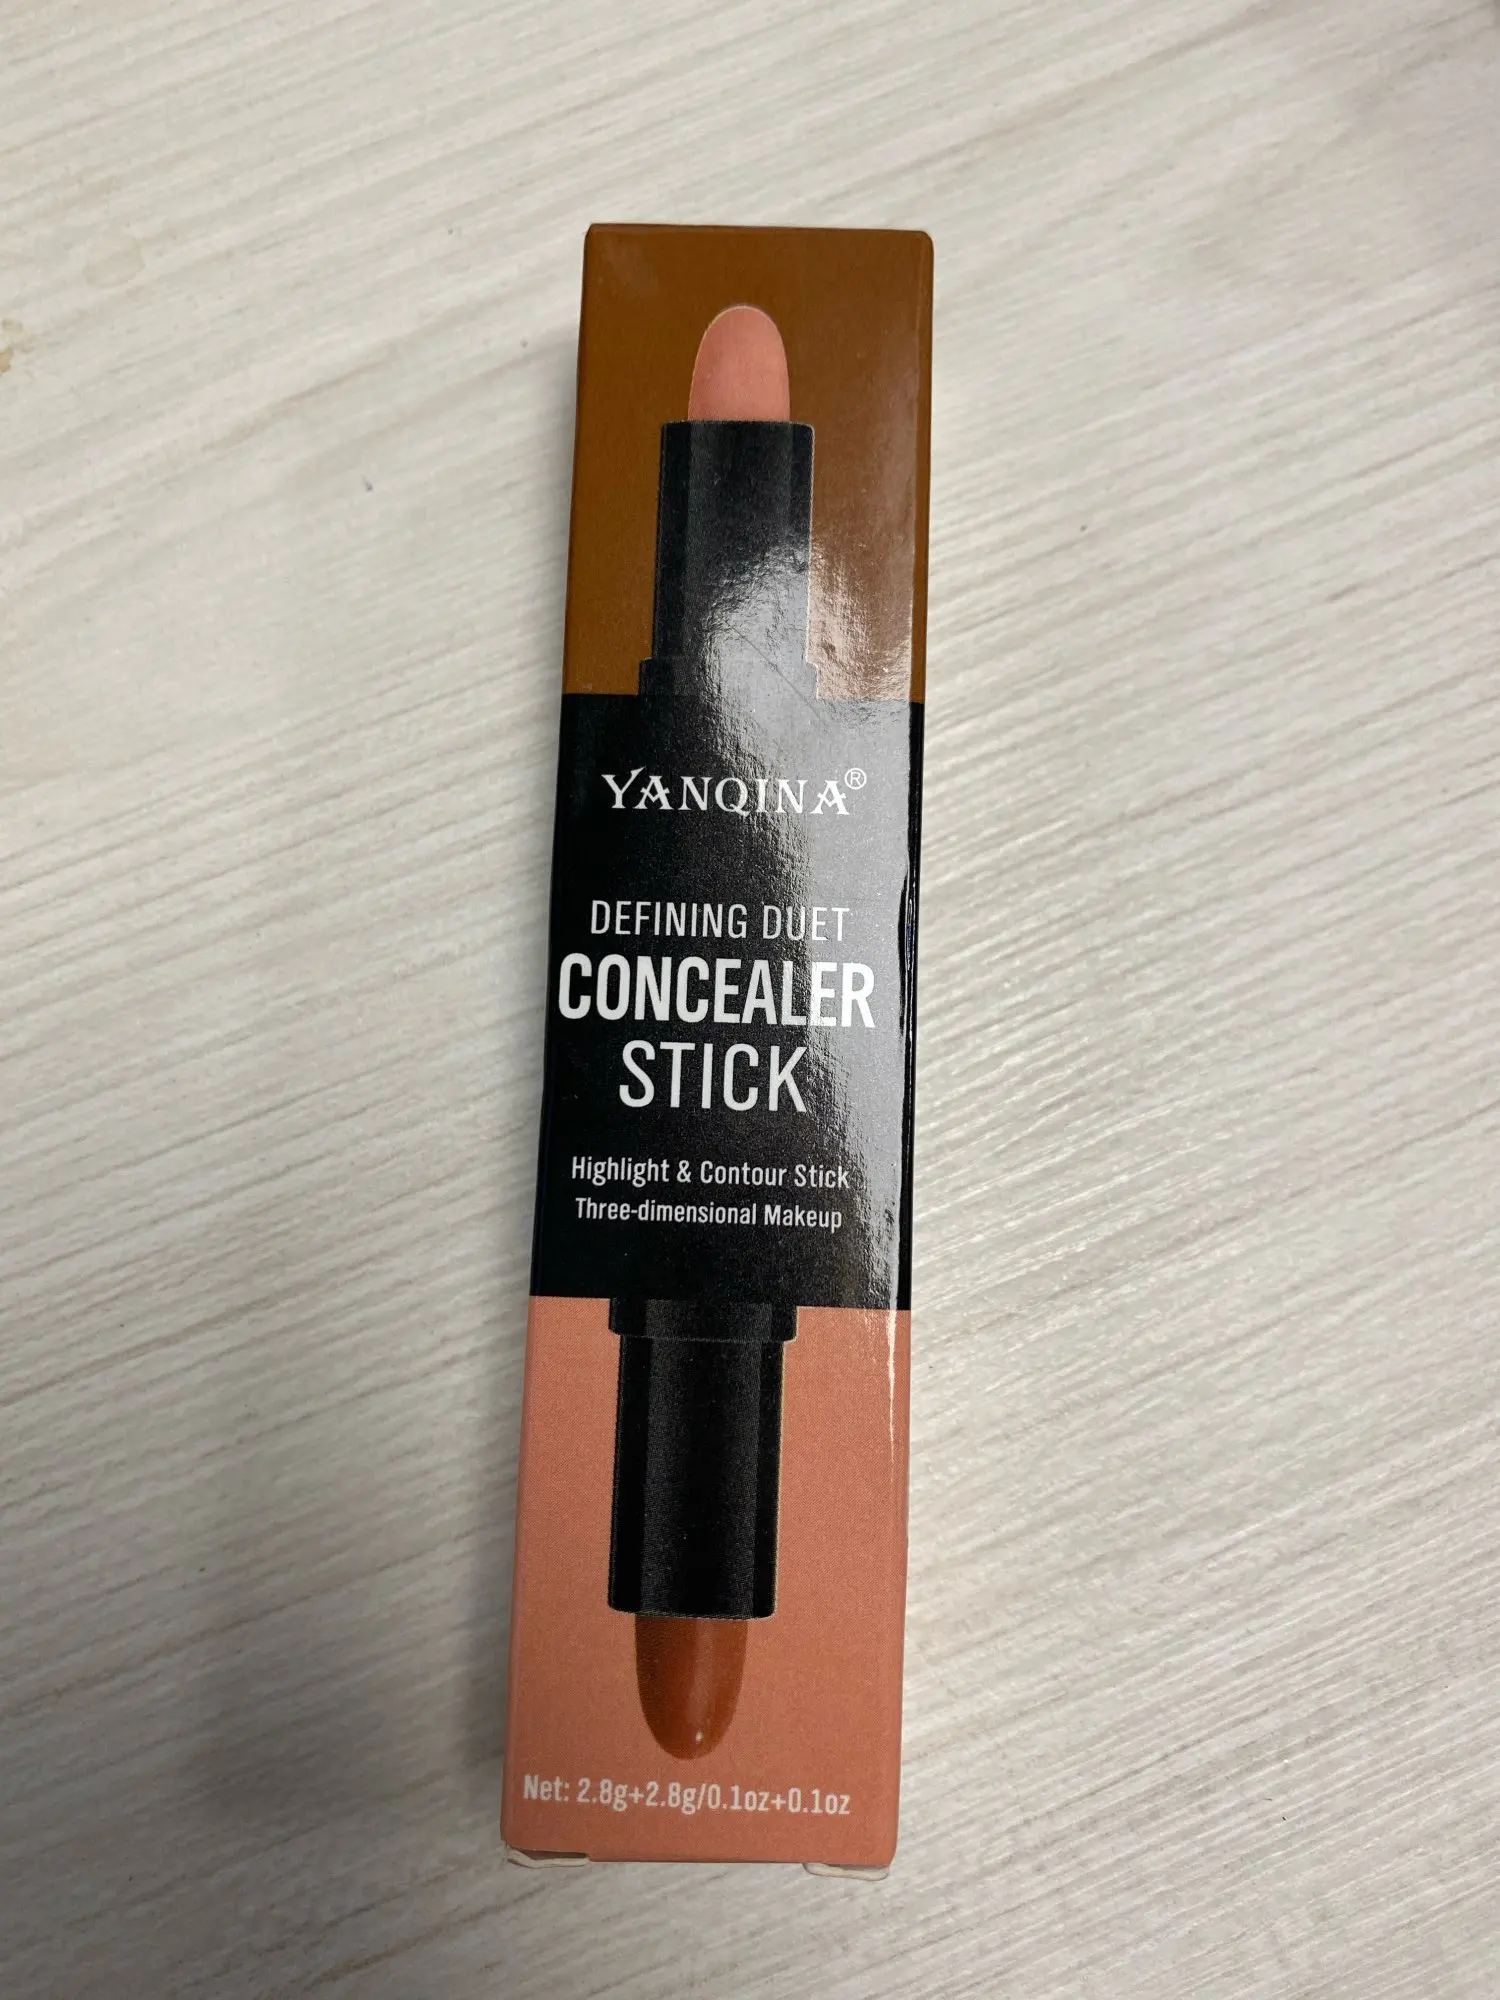 YANQINA®
DEFINING DUET
CONCEALER
STICK
Highlight & Contour Stick
Three-dimensional Makeup
Net: 2.8g+2.8g/0.1oz+0.1oz